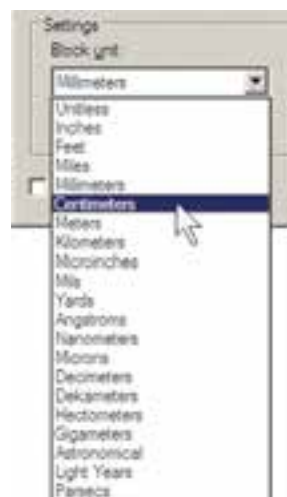 Settings
Block unit
Millimeters
Unitless
Inches
Feet
Miles
Millimeters
Centimeters
Meters
Kilometers
Microinches
Mils
Yards
Angstroms
Nanometers
Microns
Decimeters
Dekameters
Hectometers
Gigameters
Astronomical
Light Years
Parsecs